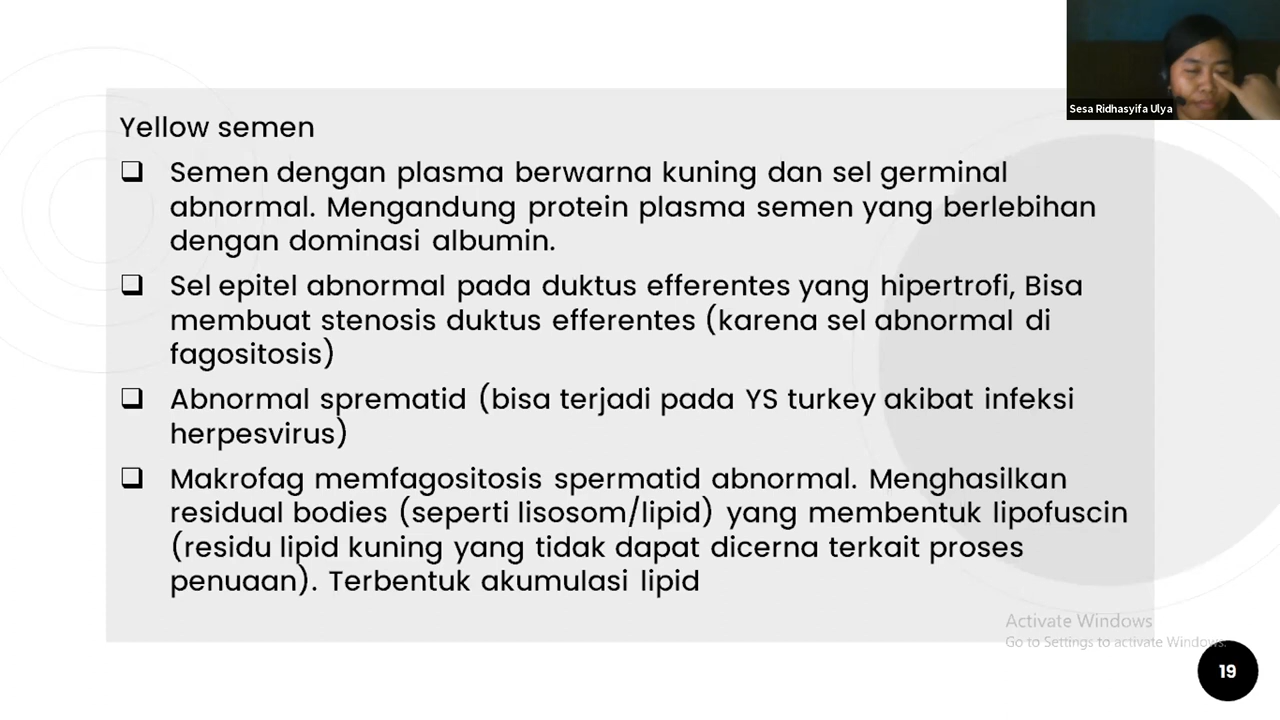 Sesa Ridhasyifa Ulya
Yellow semen
❑ Semen dengan plasma berwarna kuning dan sel germinal
abnormal. Mengandung protein plasma semen yang berlebihan
dengan dominasi albumin.
❑ Sel epitel abnormal pada duktus efferentes yang hipertrofi, Bisa
membuat stenosis duktus efferentes (karena sel abnormal di
fagositosis)
❑ Abnormal sprematid (bisa terjadi pada YS turkey akibat infeksi
herpesvirus)
❑ Makrofag memfagositosis spermatid abnormal. Menghasilkan
residual bodies (seperti lisosom/lipid) yang membentuk lipofuscin
(residu lipid kuning yang tidak dapat dicerna terkait proses
penuaan). Terbentuk akumulasi lipid
Activate Windows
Go to Settings to activate Windows.
19